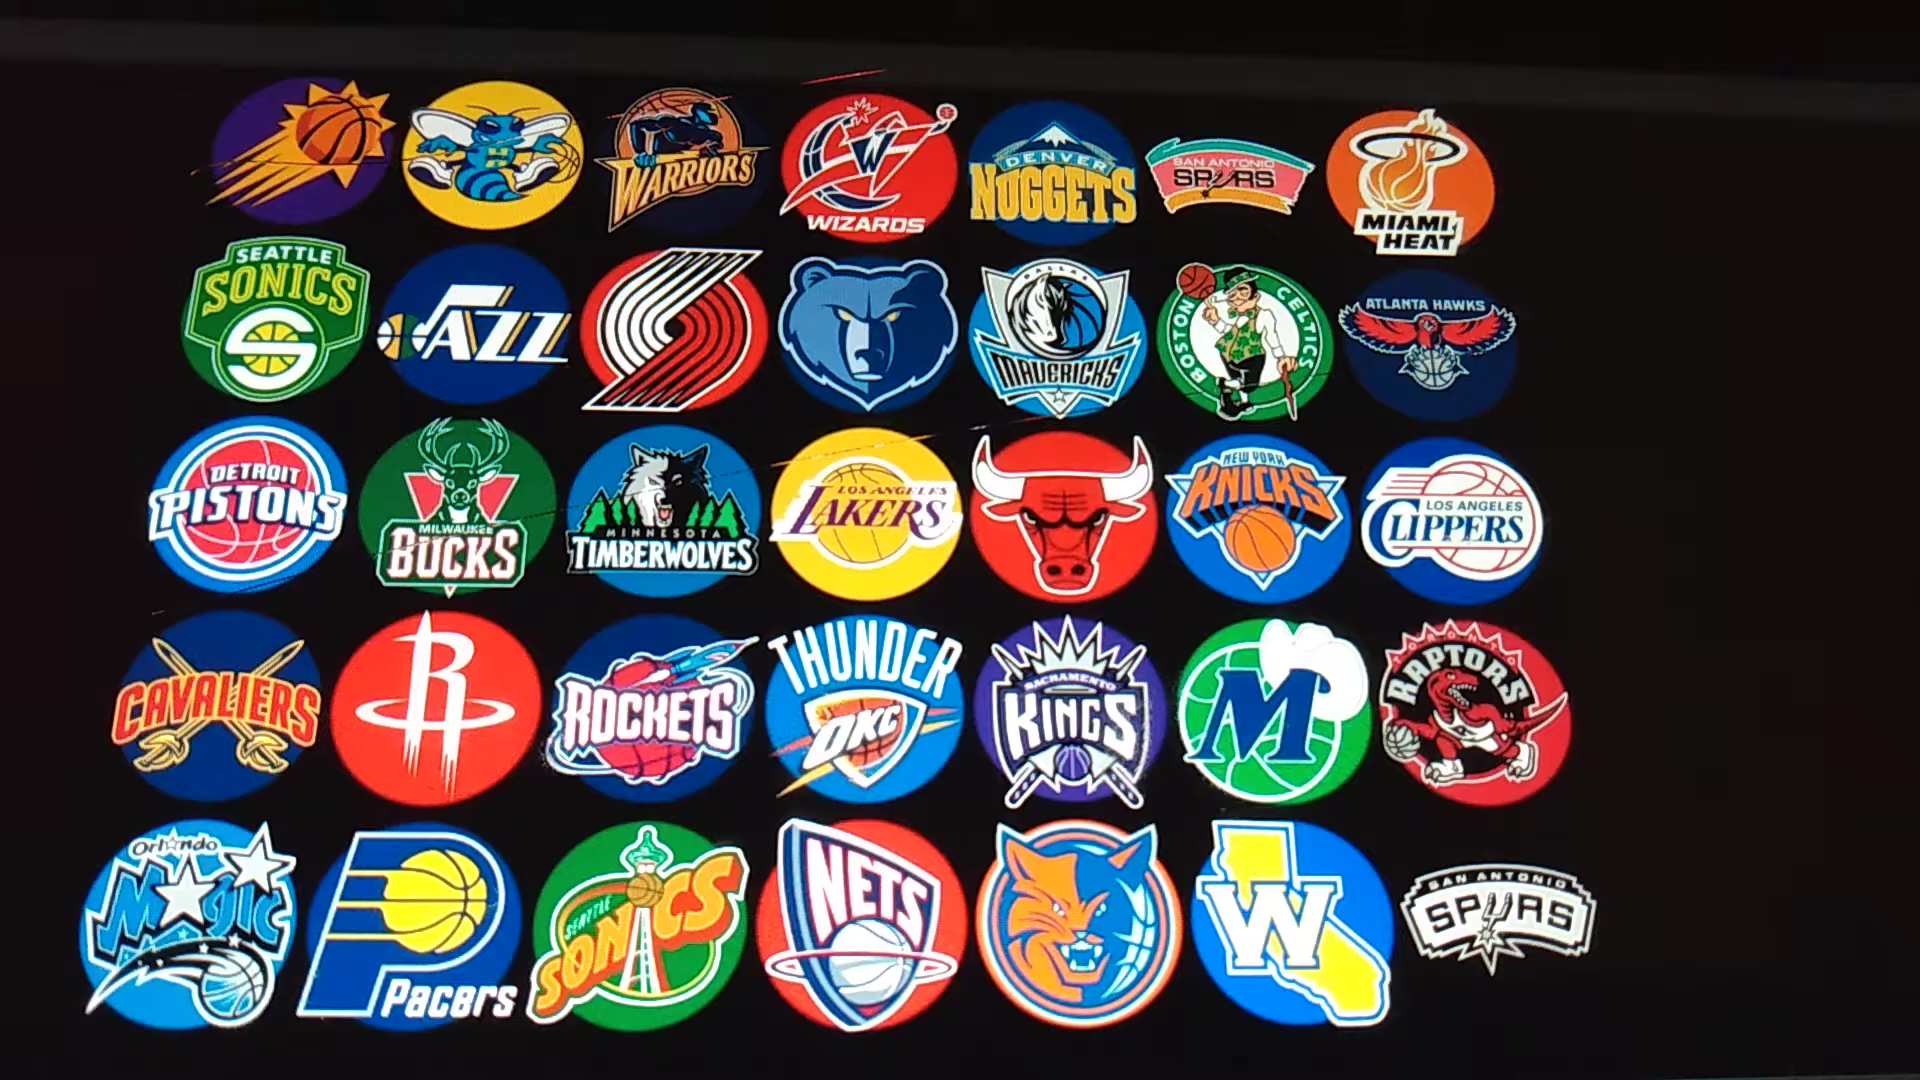 WARRIORS
W
WIZARDS
DENVER
NUGGETS
SAN ANTONIO
SPURS
MIAMI
HEAT
SEATTLE
SONICS
S
JAZZ
DALLAS
MAVERICKS
BOSTON CELTICS
ATLANTA HAWKS
DETROIT
PISTONS
MILWAUKEE
BUCKS
MINNESOTA
TIMBERWOLVES
LOS ANGELES
LAKERS
NEW YORK
KNICKS
LOS ANGELES
CLIPPERS
CAVALIERS
R
ROCKETS
THUNDER
OKC
SACRAMENTO
KINGS
M
TORONTO
RAPTORS
Orlando
Magic
P
Pacers
SEATTLE
SONICS
NETS
W
SAN ANTONIO
SPURS